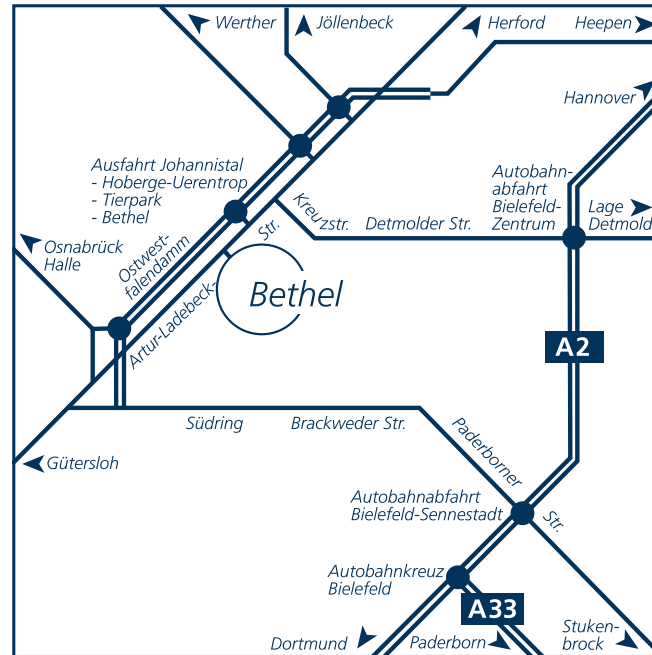 Werther
Jöllenbeck
Herford
Heepen
Hannover
Ausfahrt Johannistal
- Hoberge-Uerentrop
- Tierpark
- Bethel
Autobahn-
abfahrt
Bielefeld-
Zentrum
Lage
Detmold
Kreuzstr.
Detmolder Str.
Osnabrück
Halle
Ostwest-
falendamm
Artur-Ladebeck-
Str.
Bethel
A2
Südring
Brackweder Str.
Paderborner
Str.
Gütersloh
Autobahnabfahrt
Bielefeld-Sennestadt
Autobahnkreuz
Bielefeld
A33
Dortmund
Paderborn
Stuken-
brock